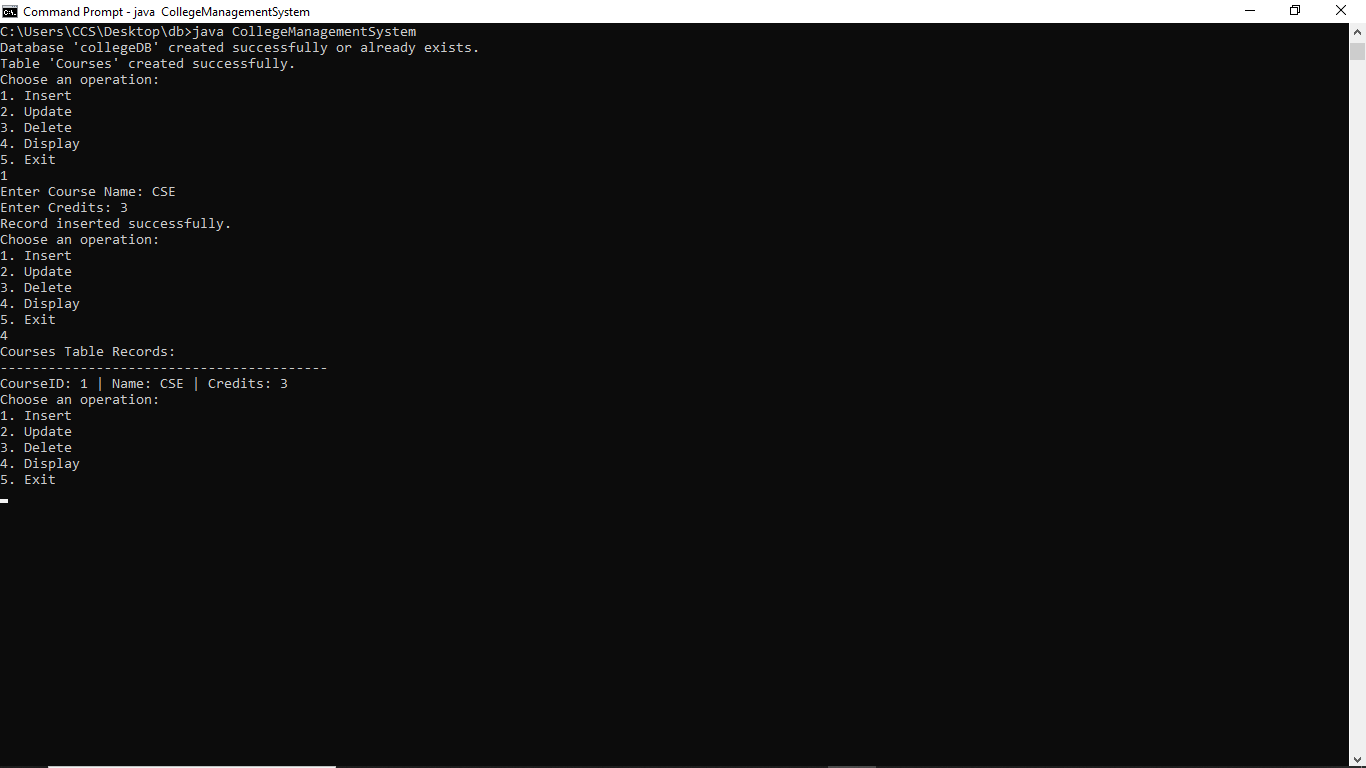 Command Prompt - java  CollegeManagementSystem
C:\Users\CCS\Desktop\db>java CollegeManagementSystem
Database 'collegeDB' created successfully or already exists.
Table 'Courses' created successfully.
Choose an operation:
1. Insert
2. Update
3. Delete
4. Display
5. Exit
1
Enter Course Name: CSE
Enter Credits: 3
Record inserted successfully.
Choose an operation:
1. Insert
2. Update
3. Delete
4. Display
5. Exit
4
Courses Table Records:
-----------------------------------------
CourseID: 1 | Name: CSE | Credits: 3
Choose an operation:
1. Insert
2. Update
3. Delete
4. Display
5. Exit